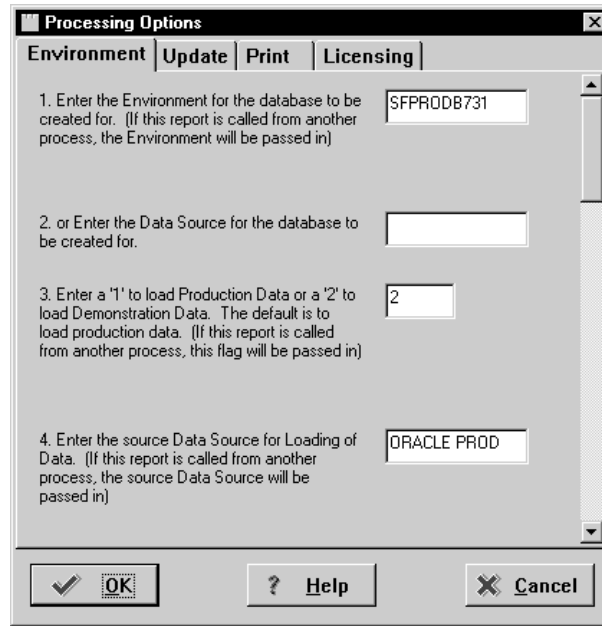 Processing Options
Environment Update Print Licensing
1. Enter the Environment for the database to be
created for. (If this report is called from another
process, the Environment will be passed in)
SFPRODB731
2. or Enter the Data Source for the database to
be created for.
3. Enter a '1' to load Production Data or a '2' to
load Demonstration Data. The default is to
load production data. (If this report is called
from another process, this flag will be passed in)
2
4. Enter the source Data Source for Loading of
Data. (If this report is called from another
process, the source Data Source will be
passed in)
ORACLE PROD
OK ? Help Cancel